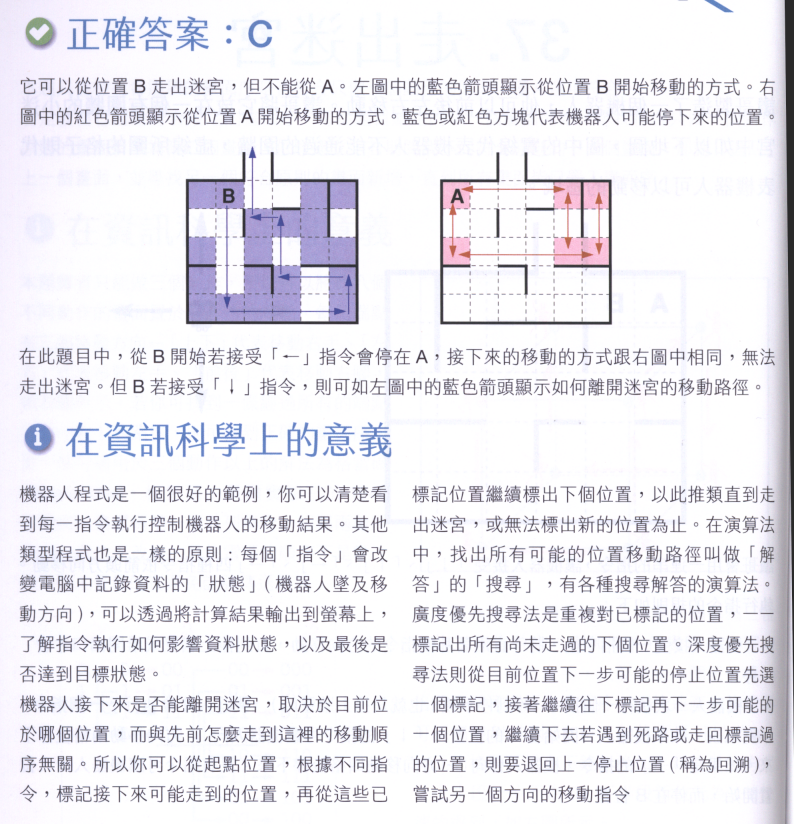 正確答案：C
它可以從位置 B 走出迷宮，但不能從 A。左圖中的藍色箭頭顯示從位置 B 開始移動的方式。右
圖中的紅色箭頭顯示從位置 A 開始移動的方式。藍色或紅色方塊代表機器人可能停下來的位置。
B
A
在此題目中，從 B 開始若接受「←」指令會停在 A，接下來的移動的方式跟右圖中相同，無法
走出迷宮。但 B 若接受「↓」指令，則可如左圖中的藍色箭頭顯示如何離開迷宮的移動路徑。
在資訊科學上的意義
機器人程式是一個很好的範例，你可以清楚看
到每一指令執行控制機器人的移動結果。其他
類型程式也是一樣的原則：每個「指令」會改
變電腦中記錄資料的「狀態」(機器人墜及移
動方向)，可以透過將計算結果輸出到螢幕上，
了解指令執行如何影響資料狀態，以及最後是
否達到目標狀態。
機器人接下來是否能離開迷宮，取決於目前位
於哪個位置，而與先前怎麼走到這裡的移動順
序無關。所以你可以從起點位置，根據不同指
令，標記接下來可能走到的位置，再從這些已
標記位置繼續標出下個位置，以此推類直到走
出迷宮，或無法標出新的位置為止。在演算法
中，找出所有可能的位置移動路徑叫做「解
答」的「搜尋」，有各種搜尋解答的演算法。
廣度優先搜尋法是重複對已標記的位置，一一
標記出所有尚未走過的下個位置。深度優先搜
尋法則從目前位置下一步可能的停止位置先選
一個標記，接著繼續往下標記再下一步可能的
一個位置，繼續下去若遇到死路或走回標記過
的位置，則要退回上一停止位置(稱為回溯)，
嘗試另一個方向的移動指令